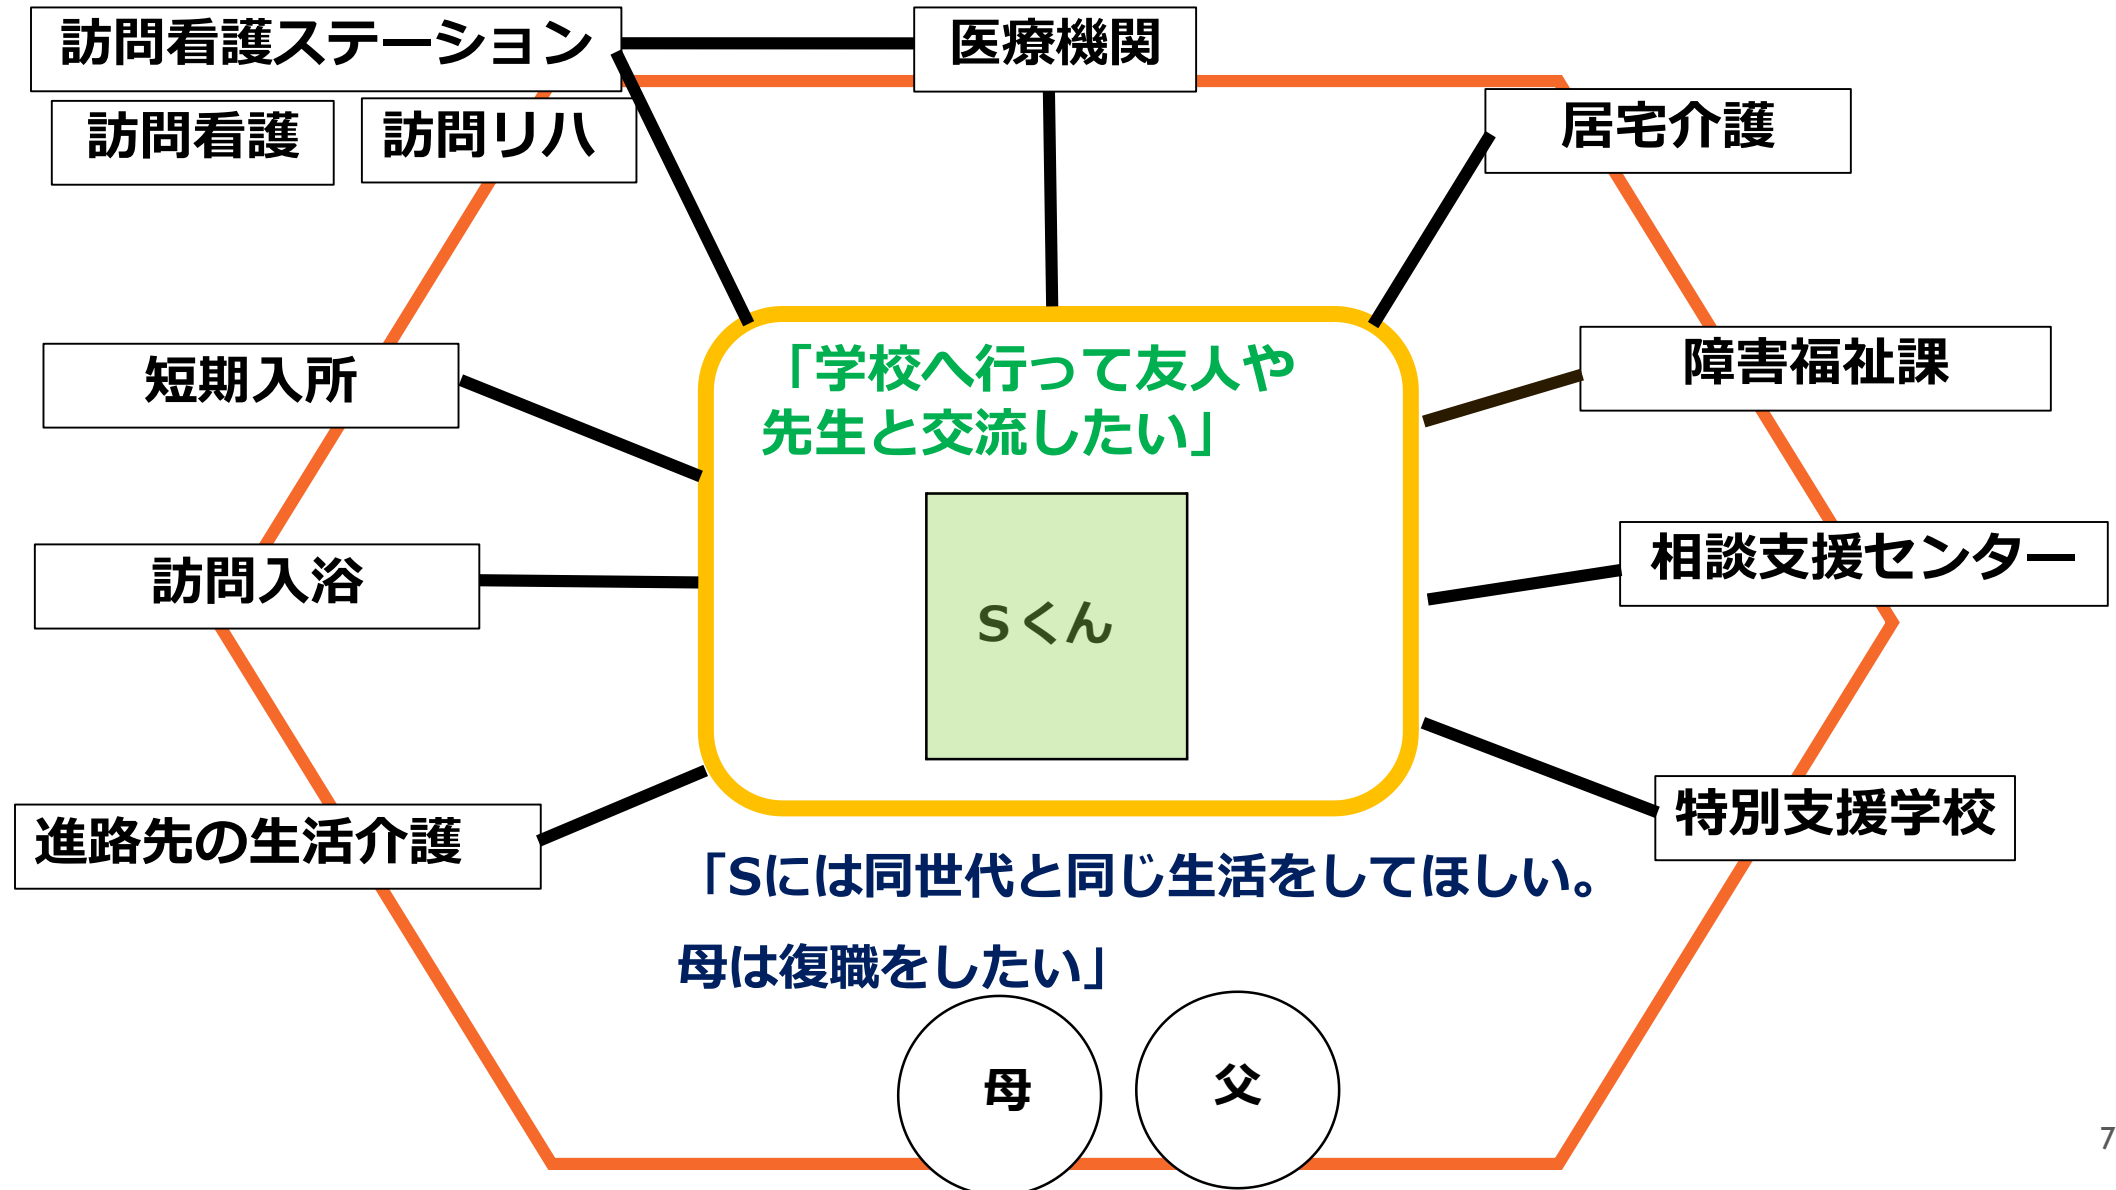 訪問看護ステーション
医療機関
訪問看護
訪問リハ
居宅介護
短期入所
「学校へ行って友人や
先生と交流したい」
障害福祉課
訪問入浴
Sくん
相談支援センター
進路先の生活介護
特別支援学校
「Sには同世代と同じ生活をしてほしい。
母は復職をしたい」
母
父
7